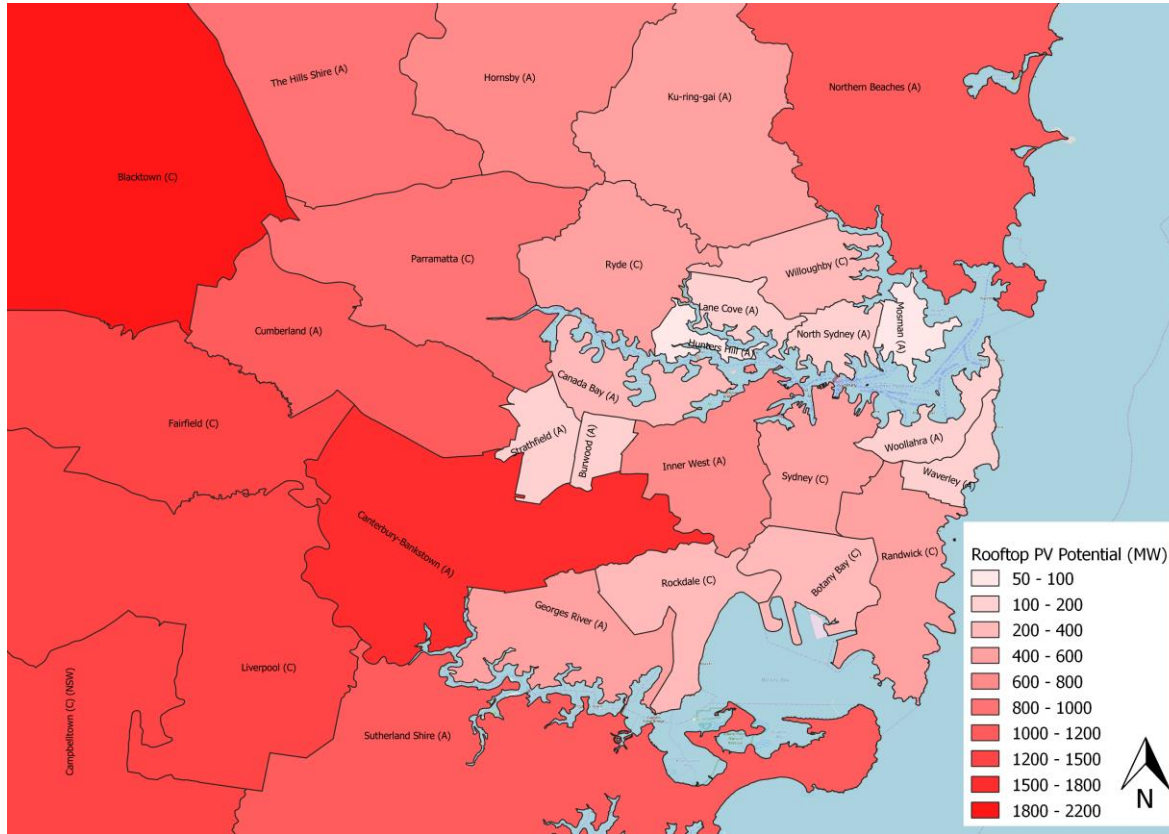 The Hills Shire (A)
Hornsby (A)
Ku-ring-gai (A)
Northern Beaches (A)
Blacktown (C)
Parramatta (C)
Ryde (C)
Willoughby (C)
Lane Cove (A)
Mosman (A)
Cumberland (A)
North Sydney (A)
Hunters Hill (A)
Canada Bay (A)
Fairfield (C)
Strathfield (A)
Burwood (A)
Inner West (A)
Woollahra (A)
Sydney (C)
Waverley (A)
Canterbury-Bankstown (A)
Rockdale (C)
Botany Bay (C)
Randwick (C)
Georges River (A)
Liverpool (C)
Campbelltown (C) (NSW)
Sutherland Shire (A)
Rooftop PV Potential (MW)
50 - 100
100 - 200
200 - 400
400 - 600
600 - 800
800 - 1000
1000 - 1200
1200 - 1500
1500 - 1800
1800 - 2200
N